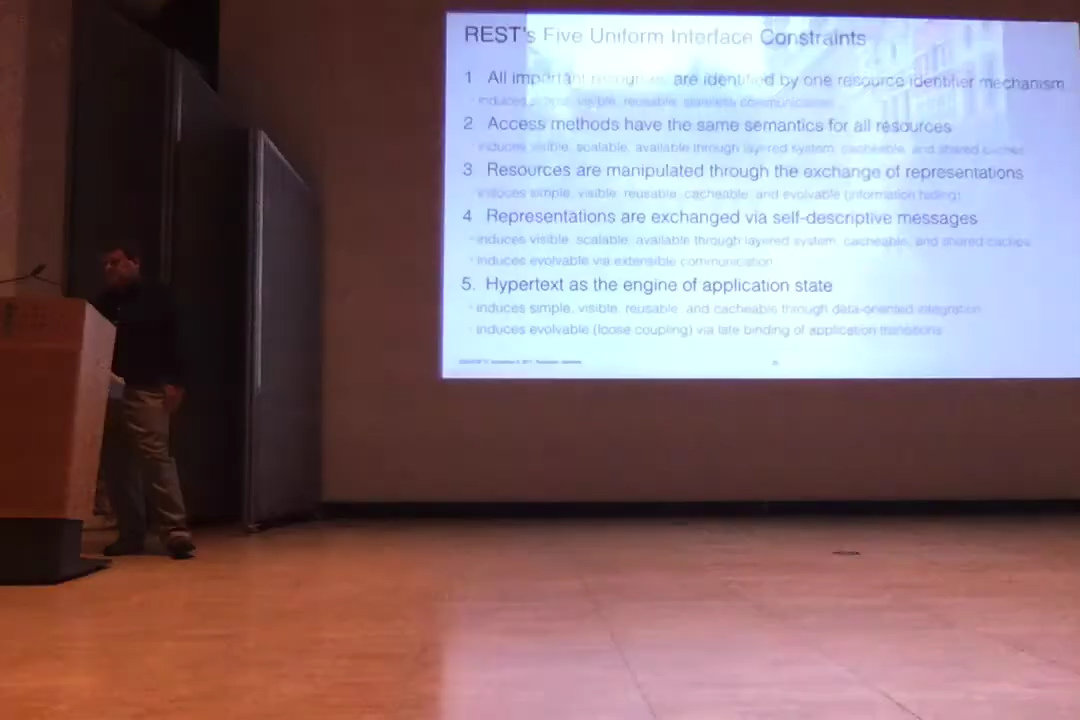 REST's Five Uniform Interface Constraints
1 All important resources are identified by one resource identifier mechanism
- induces simple, visible, reusable, stateless communication
2 Access methods have the same semantics for all resources
- induces visible, scalable, available through layered system, cacheable, and shared caches
3 Resources are manipulated through the exchange of representations
- induces simple, visible, reusable, cacheable, and evolvable (information hiding)
4 Representations are exchanged via self-descriptive messages
- induces visible, scalable, available through layered system, cacheable, and shared caches
- induces evolvable via extensible communication
5. Hypertext as the engine of application state
- induces simple, visible, reusable, and cacheable through data-oriented integration
- induces evolvable (loose coupling) via late binding of application transitions